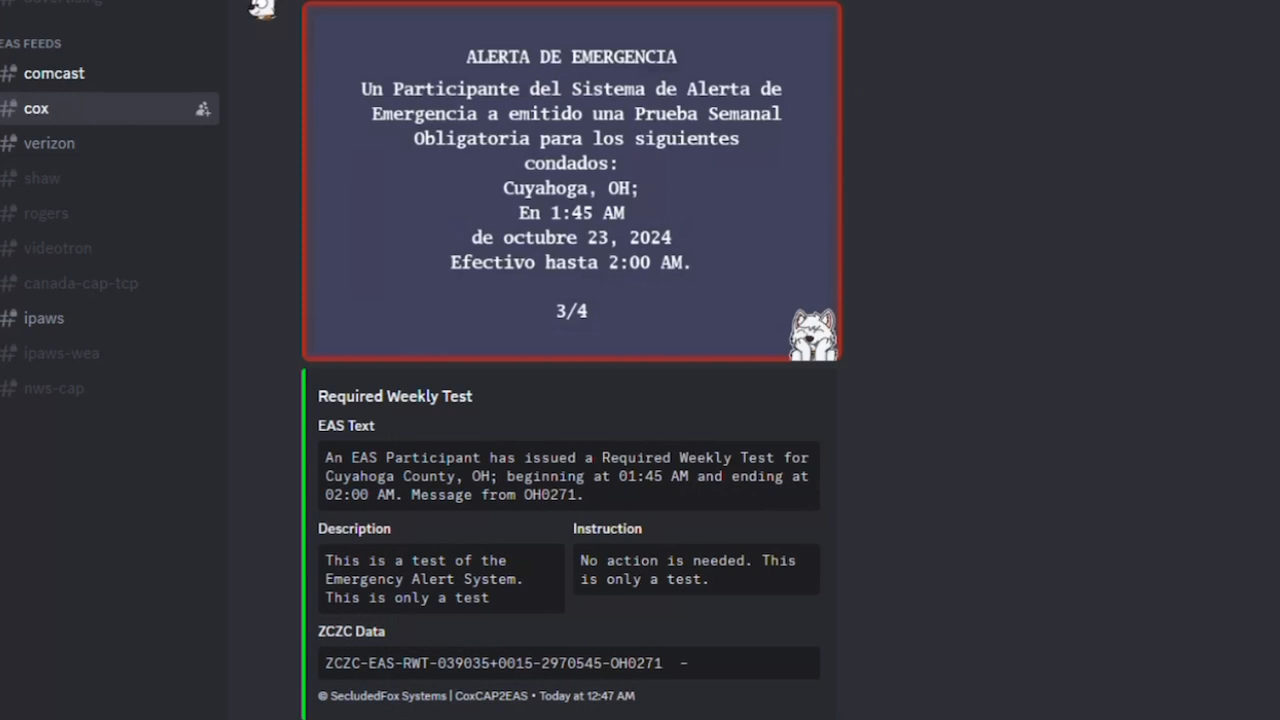 advertising
EAS FEEDS
comcast
cox
verizon
shaw
rogers
videotron
canada-cap-tcp
ipaws
ipaws-wea
nws-cap
ALERTA DE EMERGENCIA
Un Participante del Sistema de Alerta de
Emergencia a emitido una Prueba Semanal
Obligatoria para los siguientes
condados:
Cuyahoga, OH;
En 1:45 AM
de octubre 23, 2024
Efectivo hasta 2:00 AM.
3/4
Required Weekly Test
EAS Text
An EAS Participant has issued a Required Weekly Test for
Cuyahoga County, OH; beginning at 01:45 AM and ending at
02:00 AM. Message from OH0271.
Description
This is a test of the
Emergency Alert System.
This is only a test
Instruction
No action is needed. This
is only a test.
ZCZC Data
ZCZC-EAS-RWT-039035+0015-2970545-OH0271  -
© SecludedFox Systems | CoxCAP2EAS • Today at 12:47 AM